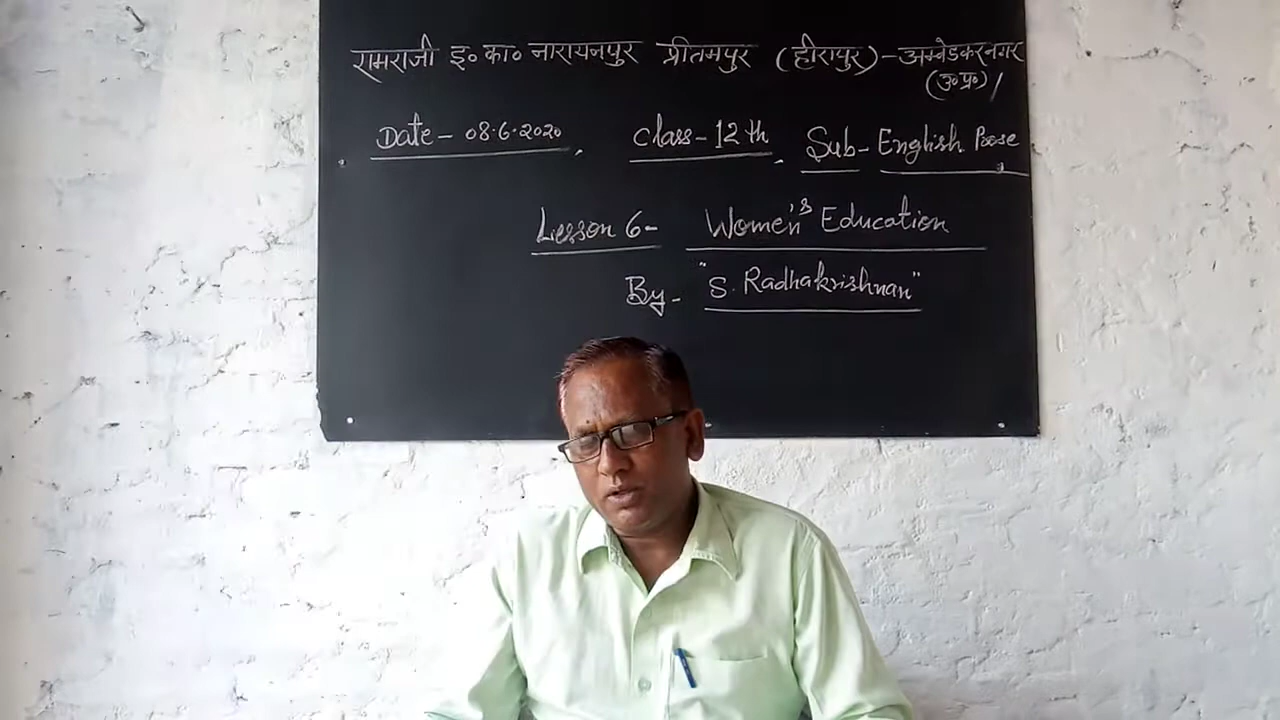 रामराजी इ० का० नारायनपुर प्रीतमपुर (हीरापुर)-अम्बेडकरनगर
(उ०प्र०) /
Date - 08.6.2020, Class - 12th, Sub - English Prose
Lesson 6 - Women's Education
By - "S. Radhakrishnan"